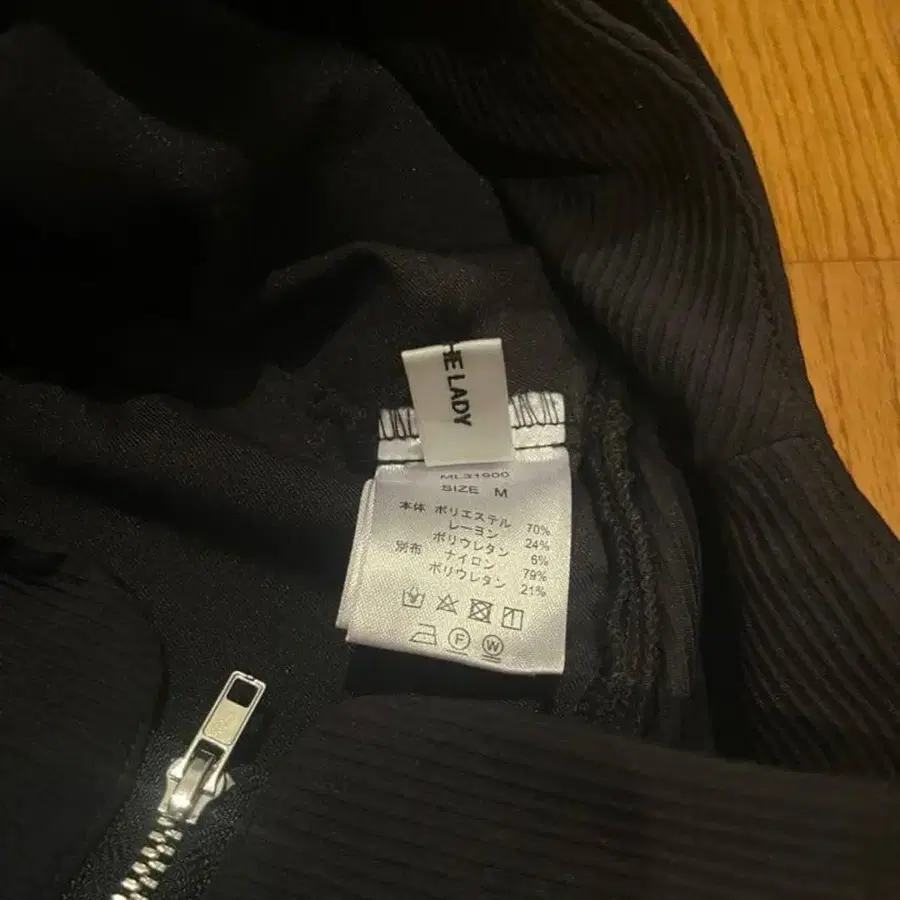 HE LADY
ML31900
SIZE M
本体 ポリエステル 70%
レーヨン 24%
ポリウレタン 6%
別布 ナイロン 79%
ポリウレタン 21%
F W